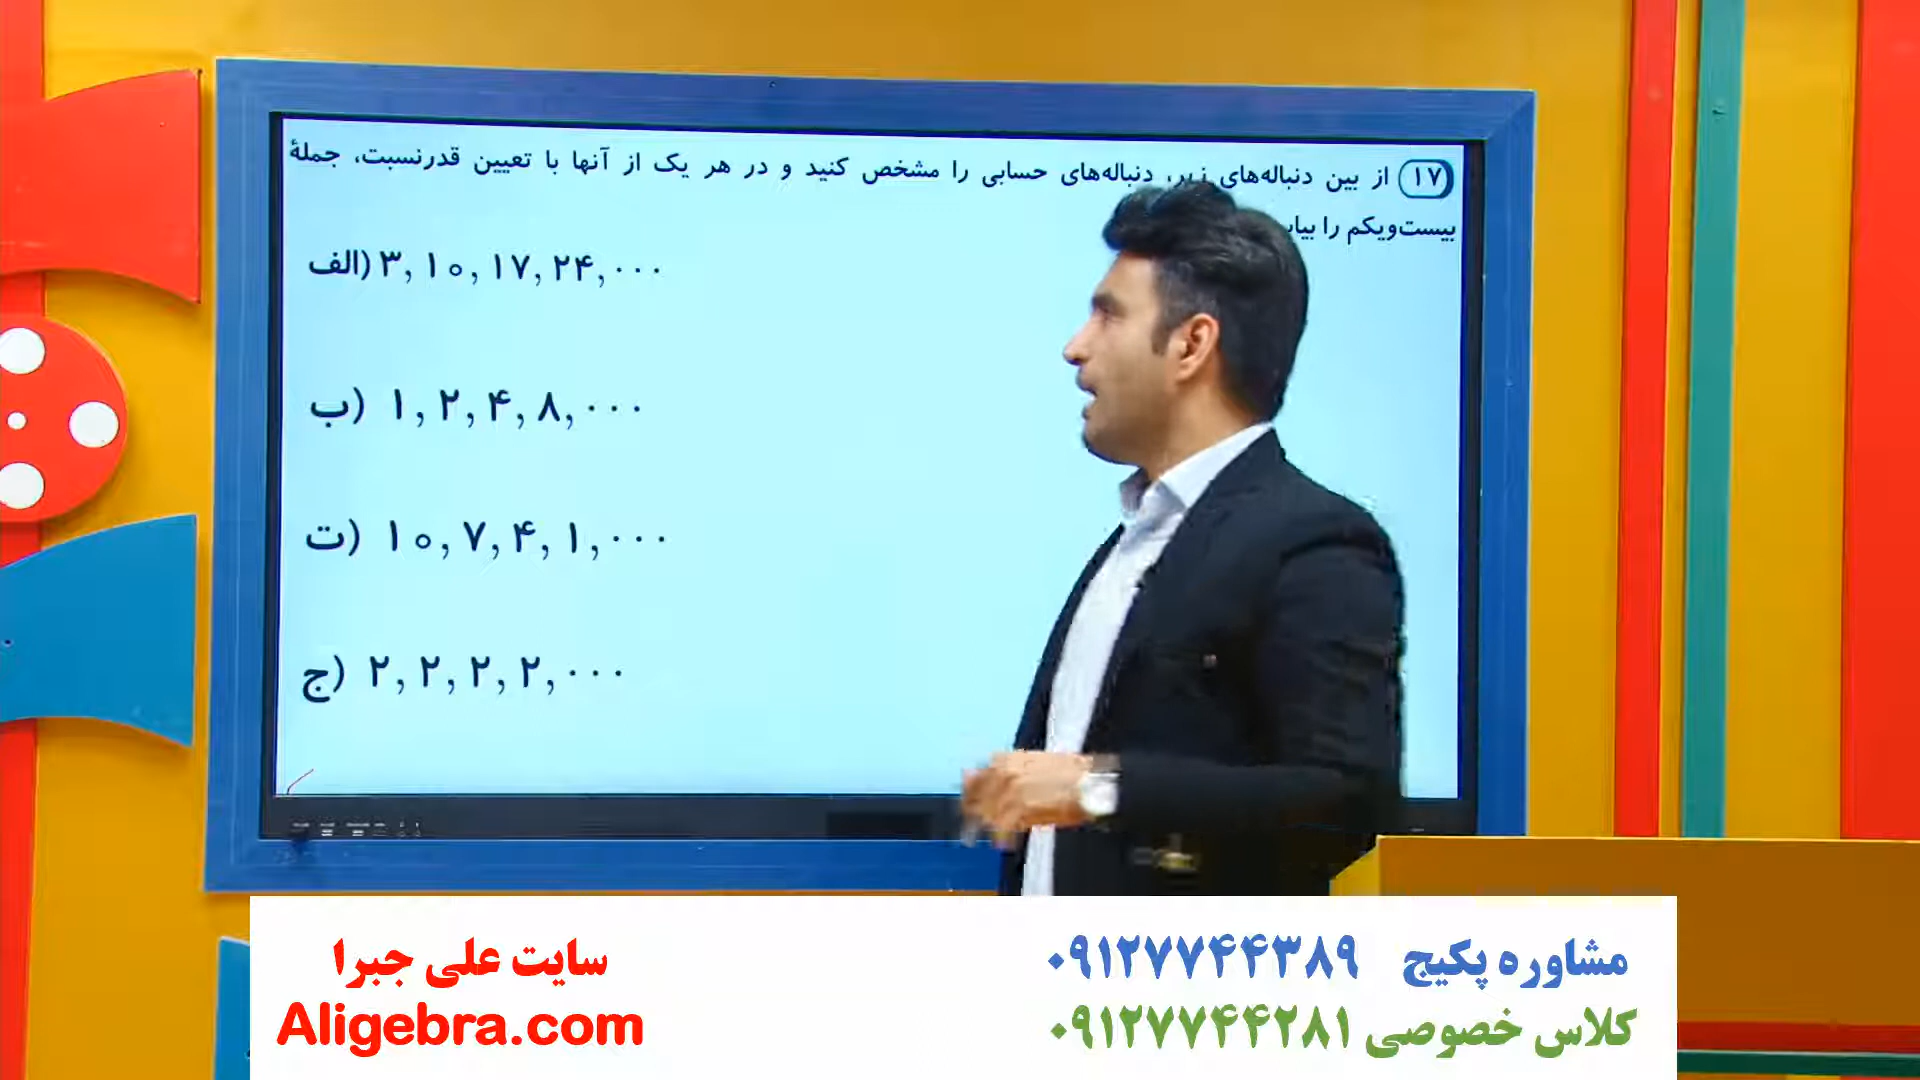 ۱۷ از بین دنباله‌های زیر، دنباله‌های حسابی را مشخص کنید و در هر یک از آنها با تعیین قدرنسبت، جملهٔ
بیست‌ویکم را
الف) ۳, ۱۰, ۱۷, ۲۴, ...
ب) ۱, ۲, ۴, ۸, ...
ت) ۱۰, ۷, ۴, ۱, ...
ج) ۲, ۲, ۲, ۲, ...
مشاوره پکیج ۰۹۱۲۷۷۴۴۳۸۹
کلاس خصوصی ۰۹۱۲۷۷۴۴۲۸۱
سایت علی جبرا
Aligebra.com